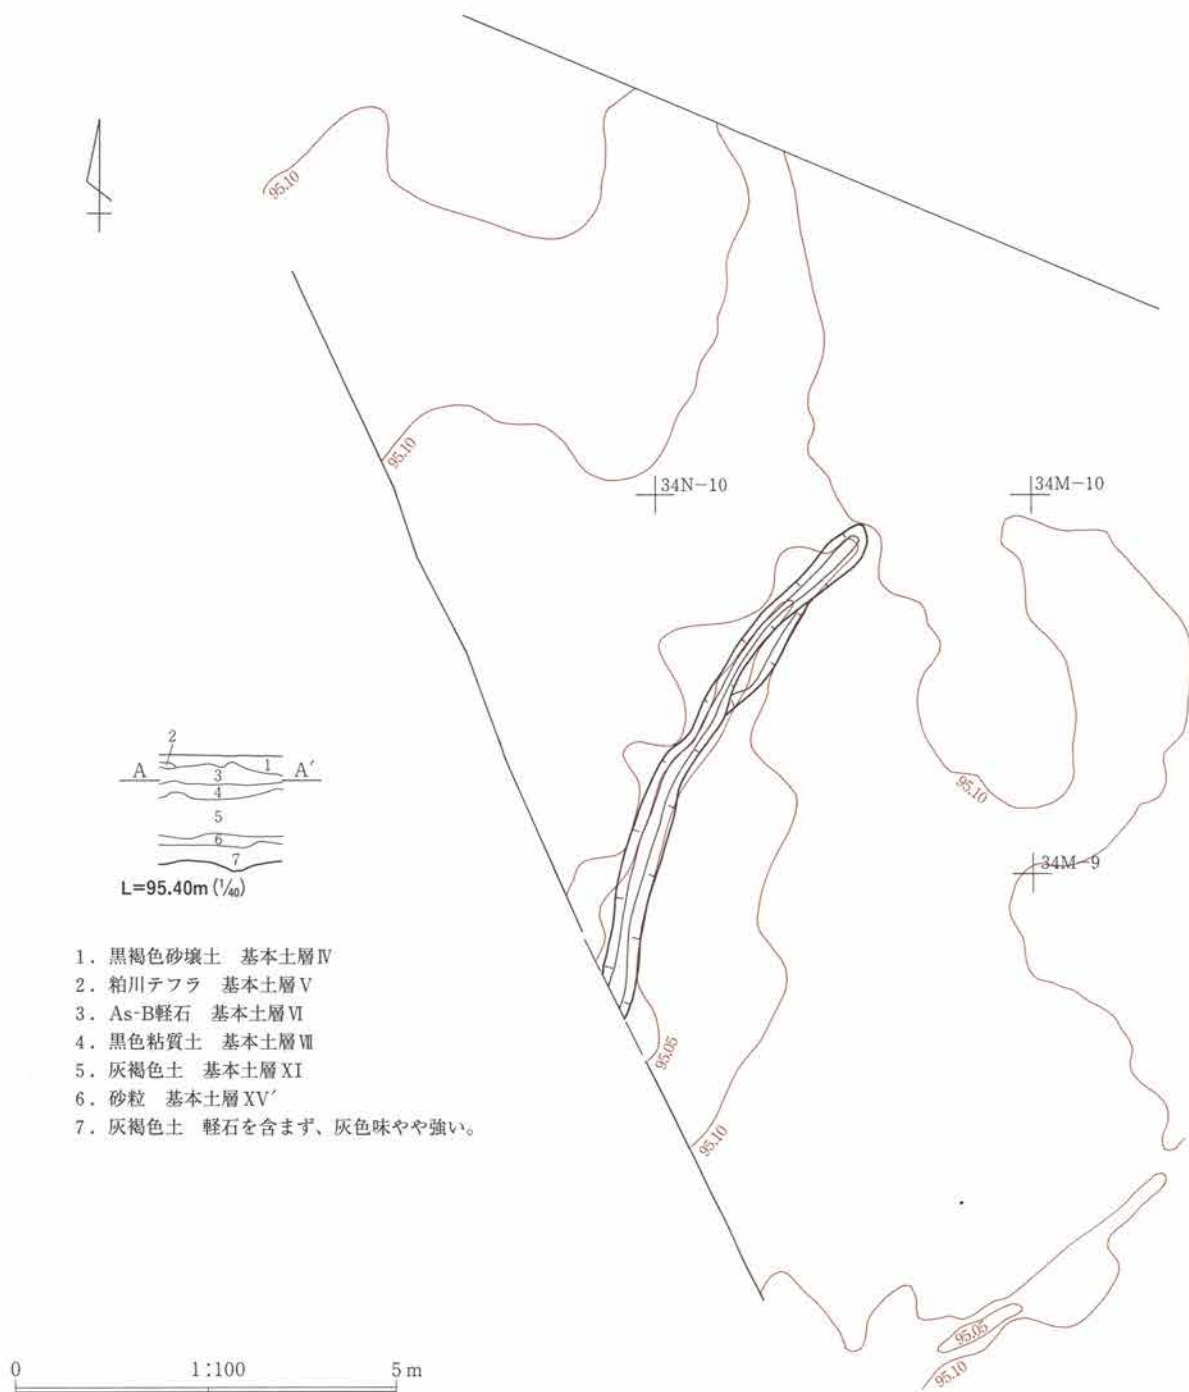 95.10
95.10
34N-10
34M-10
95.10
34M-9
2
1
A
3
A´
4
5
6
7
L=95.40m (1/40)
1. 黒褐色砂壌土 基本土層Ⅳ
2. 粕川テフラ 基本土層Ⅴ
3. As-B軽石 基本土層Ⅵ
4. 黒色粘質土 基本土層Ⅶ
5. 灰褐色土 基本土層XI
6. 砂粒 基本土層XV´
7. 灰褐色土 軽石を含まず、灰色味やや強い。
95.05
95.10
95.05
95.10
0 1:100 5 m